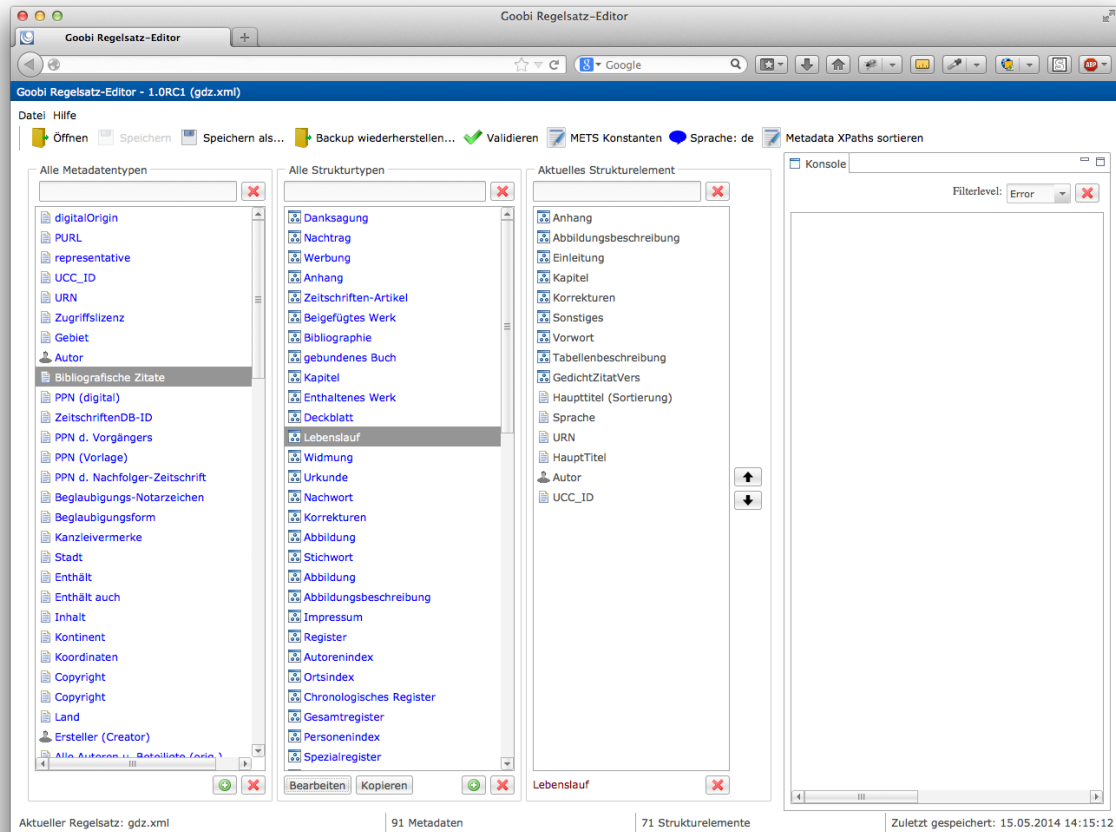 Goobi Regelsatz-Editor
Goobi Regelsatz-Editor
Google
ABP
Goobi Regelsatz-Editor - 1.0RC1 (gdz.xml)
Datei Hilfe
Öffnen Speichern Speichern als... Backup wiederherstellen... Validieren METS Konstanten Sprache: de Metadata XPaths sortieren
Alle Metadatentypen
digitalOrigin
PURL
representative
UCC_ID
URN
Zugriffslizenz
Gebiet
Autor
Bibliografische Zitate
PPN (digital)
ZeitschriftenDB-ID
PPN d. Vorgängers
PPN (Vorlage)
PPN d. Nachfolger-Zeitschrift
Beglaubigungs-Notarzeichen
Beglaubigungsform
Kanzleivermerke
Stadt
Enthält
Enthält auch
Inhalt
Kontinent
Koordinaten
Copyright
Copyright
Land
Ersteller (Creator)
Alle Autoren u. Beteiligte (orig.)
Alle Strukturtypen
Danksagung
Nachtrag
Werbung
Anhang
Zeitschriften-Artikel
Beigefügtes Werk
Bibliographie
gebundenes Buch
Kapitel
Enthaltenes Werk
Deckblatt
Lebenslauf
Widmung
Urkunde
Nachwort
Korrekturen
Abbildung
Stichwort
Abbildung
Abbildungsbeschreibung
Impressum
Register
Autorenindex
Ortsindex
Chronologisches Register
Gesamtregister
Personenindex
Spezialregister
Bearbeiten Kopieren
Aktuelles Strukturelement
Anhang
Abbildungsbeschreibung
Einleitung
Kapitel
Korrekturen
Sonstiges
Vorwort
Tabellenbeschreibung
GedichtZitatVers
Haupttitel (Sortierung)
Sprache
URN
HauptTitel
Autor
UCC_ID
Lebenslauf
Konsole
Filterlevel: Error
Aktueller Regelsatz: gdz.xml
91 Metadaten
71 Strukturelemente
Zuletzt gespeichert: 15.05.2014 14:15:12